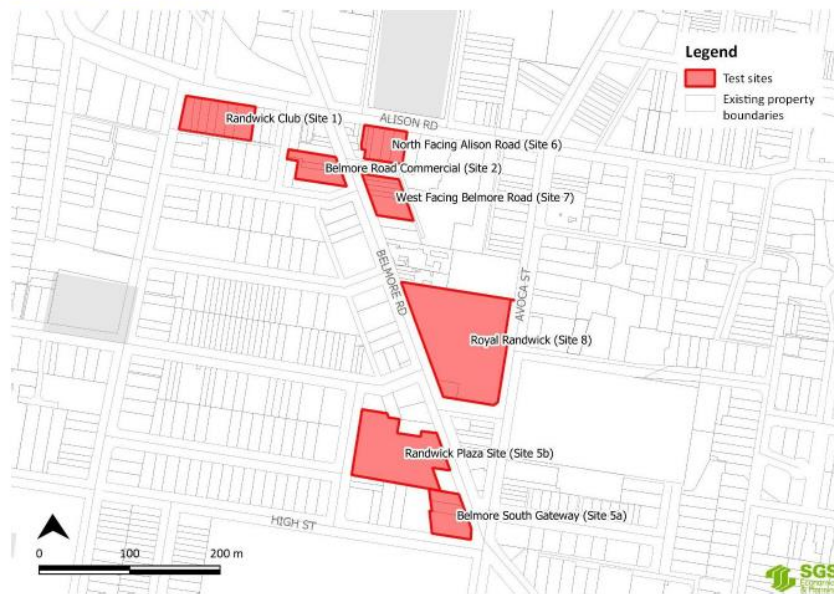 Legend
Test sites
Existing property
boundaries
ALISON RD
Randwick Club (Site 1)
North Facing Alison Road (Site 6)
Belmore Road Commercial (Site 2)
West Facing Belmore Road (Site 7)
BELMORE RD
AVOCA ST
Royal Randwick (Site 8)
Randwick Plaza Site (Site 5b)
Belmore South Gateway (Site 5a)
HIGH ST
0 100 200 m
SGS
Economics
& Planning